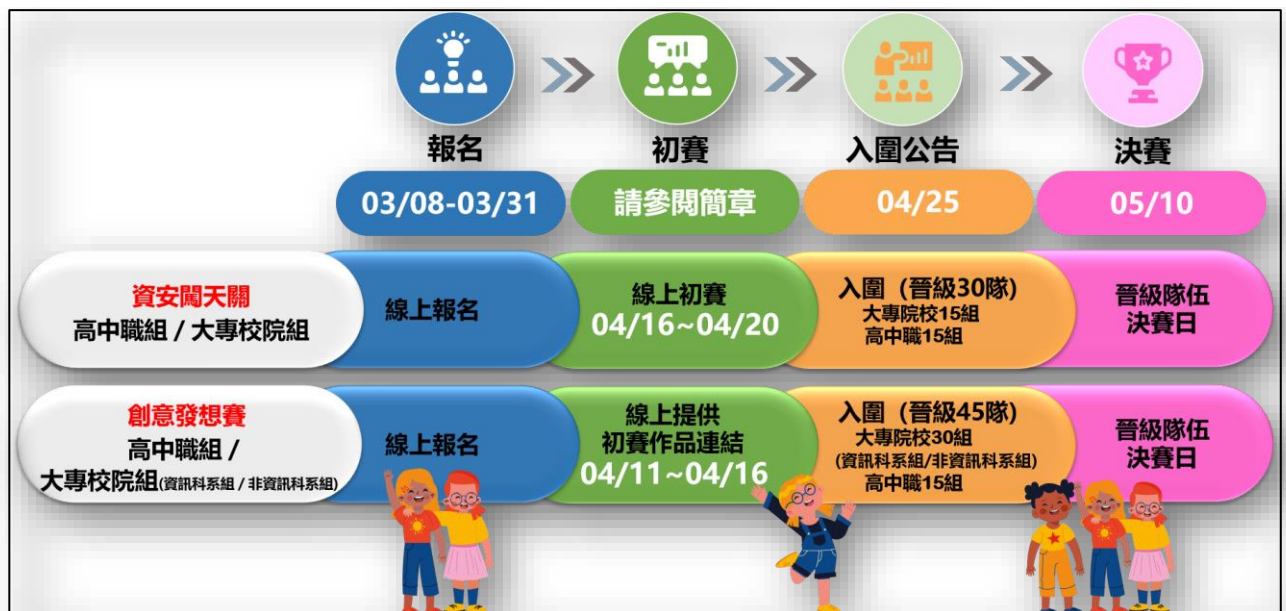 報名
初賽
入圍公告
決賽
03/08-03/31
請參閱簡章
04/25
05/10
資安闖天關
高中職組 / 大專校院組
線上報名
線上初賽
04/16~04/20
入圍（晉級30隊）
大專院校15組
高中職15組
晉級隊伍
決賽日
創意發想賽
高中職組 /
大專校院組(資訊科系組 / 非資訊科系組)
線上報名
線上提供
初賽作品連結
04/11~04/16
入圍（晉級45隊）
大專院校30組
(資訊科系組/非資訊科系組)
高中職15組
晉級隊伍
決賽日